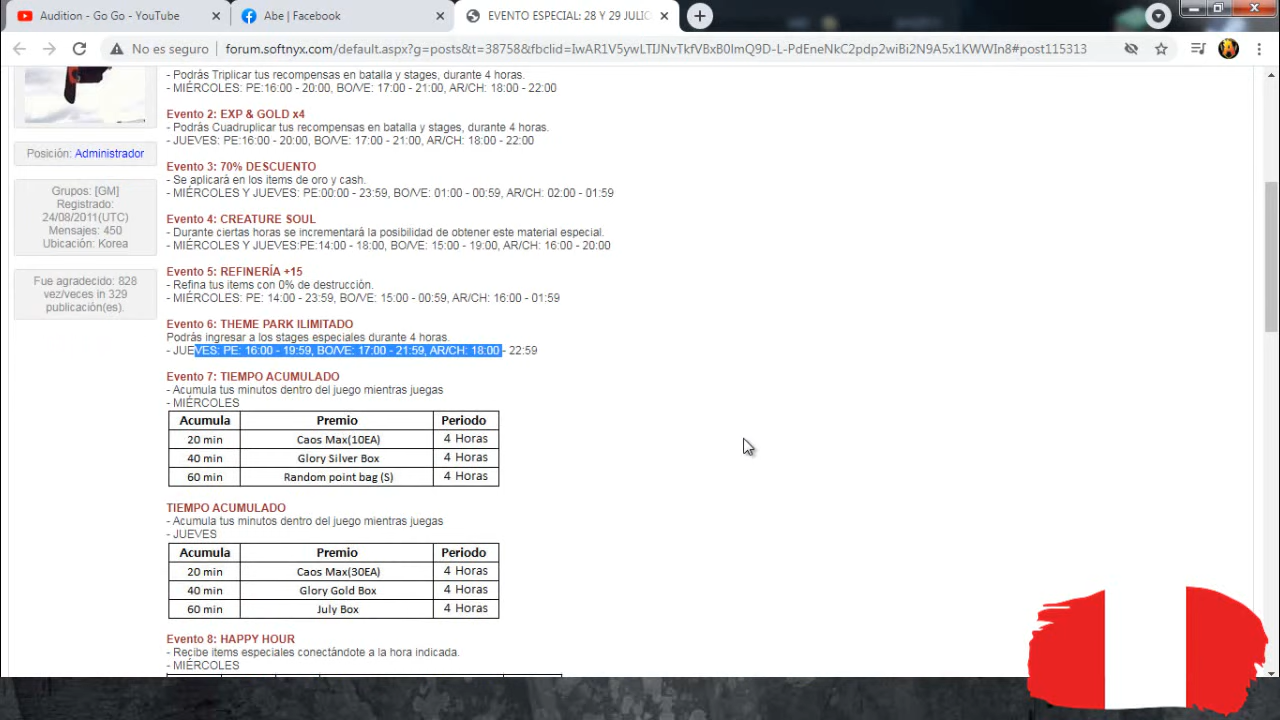 Audition - Go Go - YouTube
Abe | Facebook
EVENTO ESPECIAL: 28 Y 29 JULIO
No es seguro
forum.softnyx.com/default.aspx?g=posts&t=38758&fbclid=IwAR1V5ywLTIJNvTkfVBxB0lmQ9D-L-PdEneNkC2pdp2wiBi2N9A5x1KWWIn8#post115313
- Podrás Triplicar tus recompensas en batalla y stages, durante 4 horas.
- MIÉRCOLES: PE:16:00 - 20:00, BO/VE: 17:00 - 21:00, AR/CH: 18:00 - 22:00
Evento 2: EXP & GOLD x4
- Podrás Cuadruplicar tus recompensas en batalla y stages, durante 4 horas.
- JUEVES: PE:16:00 - 20:00, BO/VE: 17:00 - 21:00, AR/CH: 18:00 - 22:00
Posición: Administrador
Evento 3: 70% DESCUENTO
- Se aplicará en los items de oro y cash.
- MIÉRCOLES Y JUEVES: PE:00:00 - 23:59, BO/VE: 01:00 - 00:59, AR/CH: 02:00 - 01:59
Grupos: [GM]
Registrado:
24/08/2011(UTC)
Mensajes: 450
Ubicación: Korea
Evento 4: CREATURE SOUL
- Durante ciertas horas se incrementará la posibilidad de obtener este material especial.
- MIÉRCOLES Y JUEVES:PE:14:00 - 18:00, BO/VE: 15:00 - 19:00, AR/CH: 16:00 - 20:00
Fue agradecido: 828
vez/veces in 329
publicación(es).
Evento 5: REFINERÍA +15
- Refina tus items con 0% de destrucciòn.
- MIÉRCOLES: PE: 14:00 - 23:59, BO/VE: 15:00 - 00:59, AR/CH: 16:00 - 01:59
Evento 6: THEME PARK ILIMITADO
Podrás ingresar a los stages especiales durante 4 horas.
- JUEVES: PE: 16:00 - 19:59, BO/VE: 17:00 - 21:59, AR/CH: 18:00 - 22:59
Evento 7: TIEMPO ACUMULADO
- Acumula tus minutos dentro del juego mientras juegas
- MIÉRCOLES
Acumula Premio Periodo
20 min Caos Max(10EA) 4 Horas
40 min Glory Silver Box 4 Horas
60 min Random point bag (S) 4 Horas
TIEMPO ACUMULADO
- Acumula tus minutos dentro del juego mientras juegas
- JUEVES
Acumula Premio Periodo
20 min Caos Max(30EA) 4 Horas
40 min Glory Gold Box 4 Horas
60 min July Box 4 Horas
Evento 8: HAPPY HOUR
- Recibe items especiales conectándote a la hora indicada.
- MIÉRCOLES